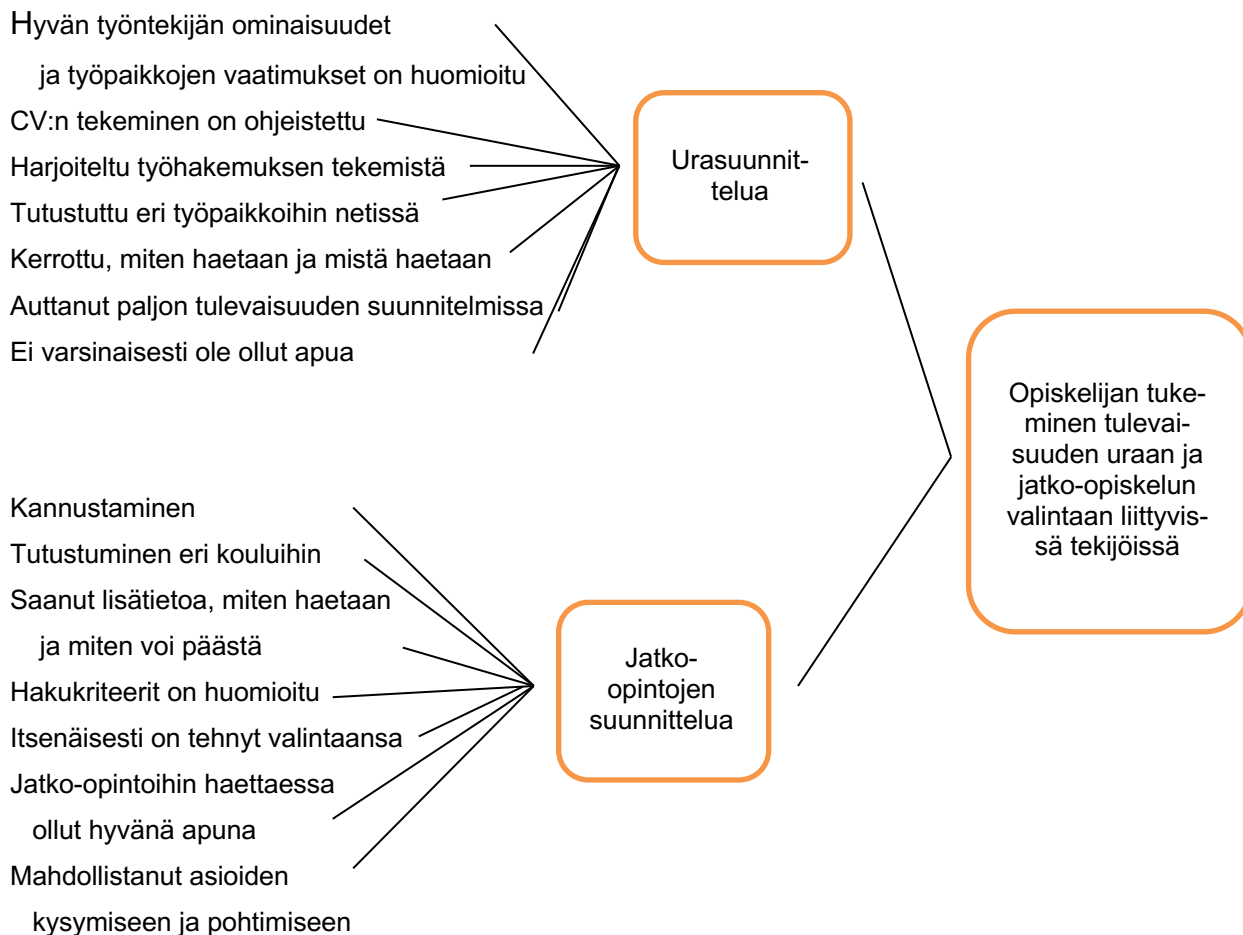 Hyvän työntekijän ominaisuudet
ja työpaikkojen vaatimukset on huomioitu
CV:n tekeminen on ohjeistettu
Harjoiteltu työhakemuksen tekemistä
Tutustuttu eri työpaikkoihin netissä
Kerrottu, miten haetaan ja mistä haetaan
Auttanut paljon tulevaisuuden suunnitelmissa
Ei varsinaisesti ole ollut apua
Urasuunnit-
telua
Kannustaminen
Tutustuminen eri kouluihin
Saanut lisätietoa, miten haetaan
ja miten voi päästä
Hakukriteerit on huomioitu
Itsenäisesti on tehnyt valintaansa
Jatko-opintoihin haettaessa
ollut hyvänä apuna
Mahdollistanut asioiden
kysymiseen ja pohtimiseen
Jatko-
opintojen
suunnittelua
Opiskelijan tuke-
minen tulevai-
suuden uraan ja
jatko-opiskelun
valintaan liittyvis-
sä tekijöissä